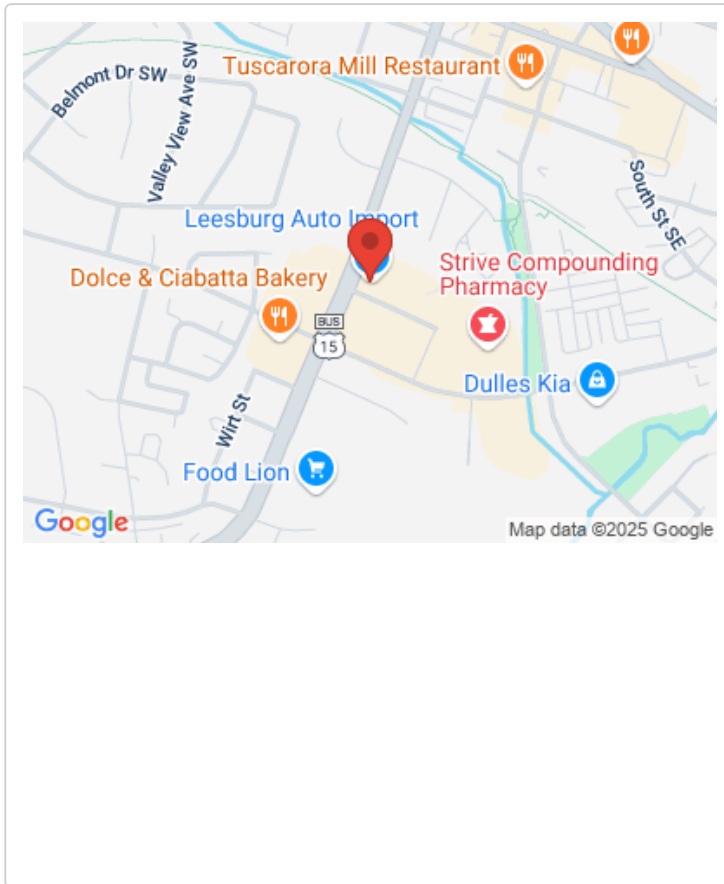 Tuscarora Mill Restaurant
Belmont Dr SW
Valley View Ave SW
South St SE
Leesburg Auto Import
Strive Compounding
Pharmacy
Dolce & Ciabatta Bakery
BUS
15
Dulles Kia
Wirt St
Food Lion
Google
Map data ©2025 Google